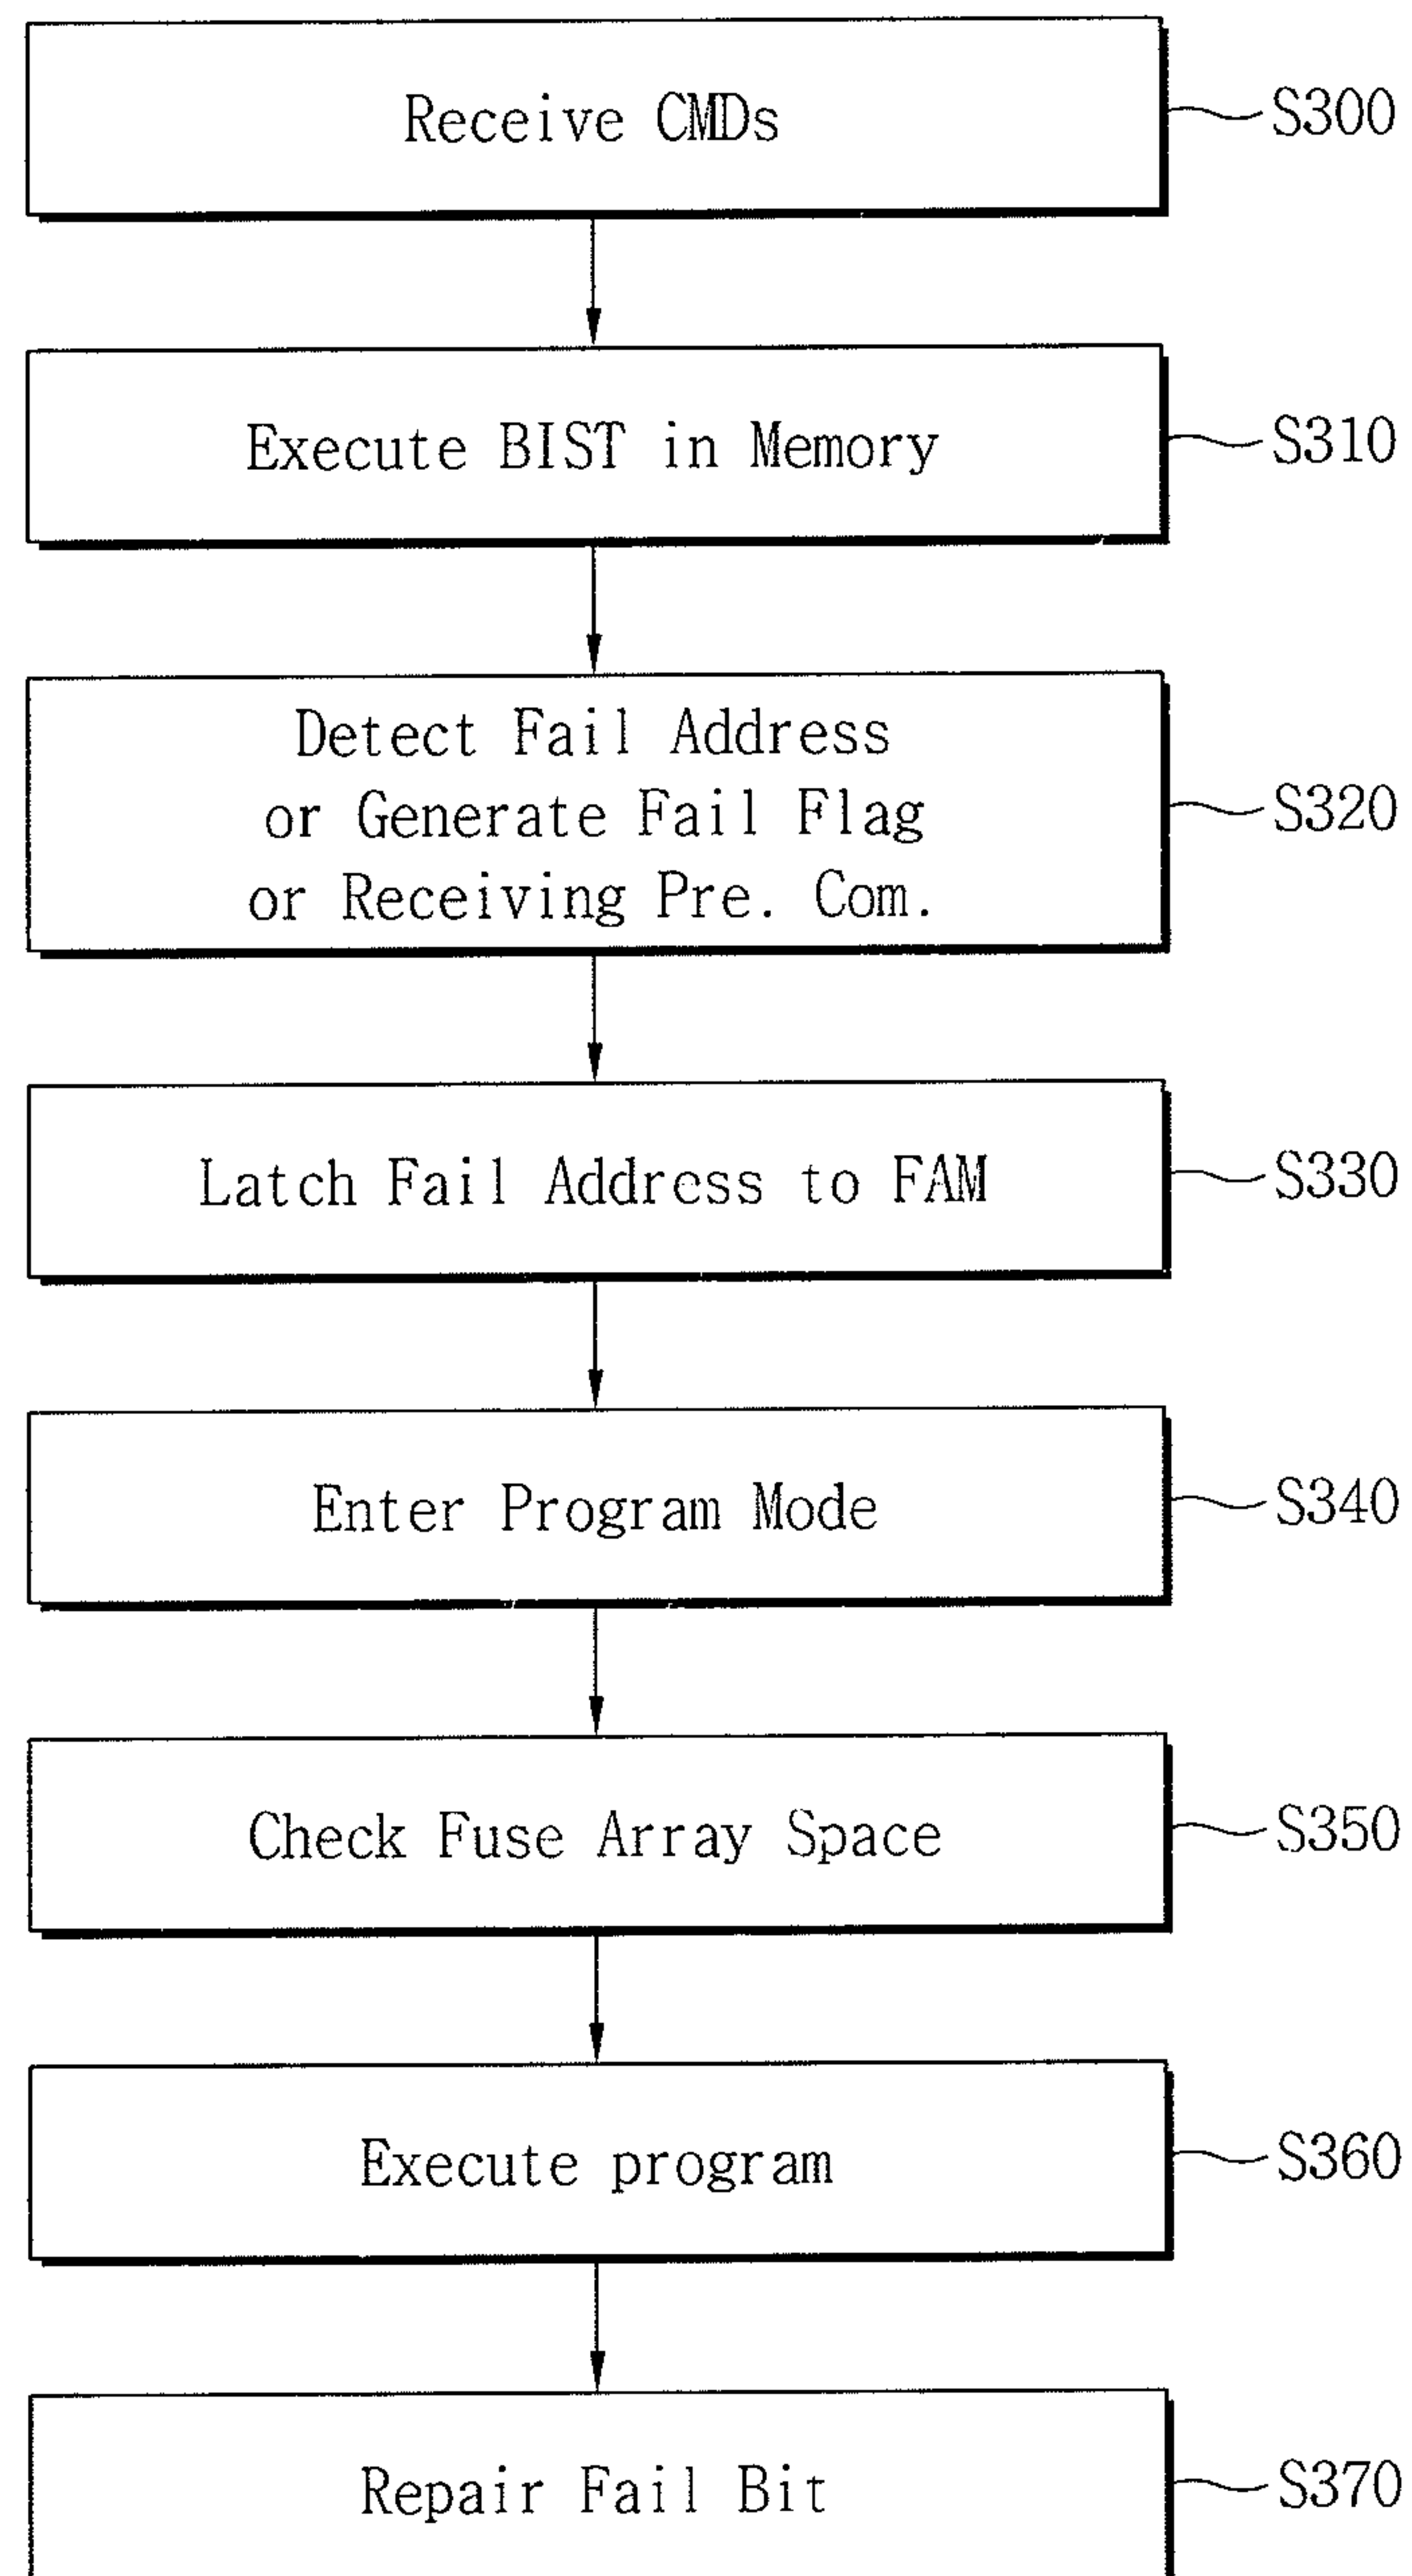 Receive CMDs
S300
Execute BIST in Memory
S310
Detect Fail Address
or Generate Fail Flag
or Receiving Pre. Com.
S320
Latch Fail Address to FAM
S330
Enter Program Mode
S340
Check Fuse Array Space
S350
Execute program
S360
Repair Fail Bit
S370